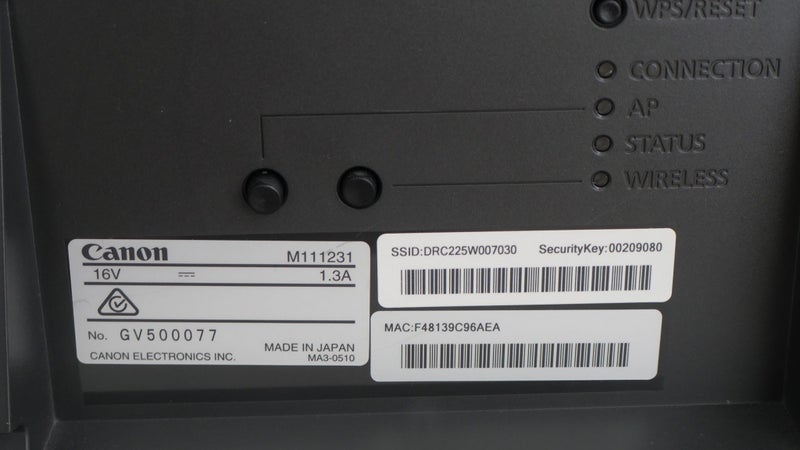 WPS/RESET
CONNECTION
AP
STATUS
WIRELESS
Canon M111231
16V 1.3A
No. GV500077
MADE IN JAPAN
CANON ELECTRONICS INC. MA3-0510
SSID:DRC225W007030 SecurityKey:00209080
MAC:F48139C96AEA